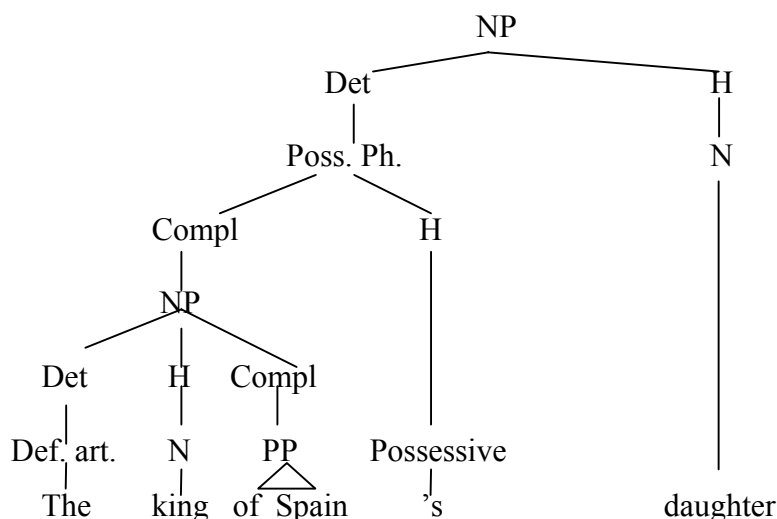 NP
Det H
Poss. Ph. N
Compl H
NP
Det H Compl
Def. art. N PP Possessive
The king of Spain 's daughter